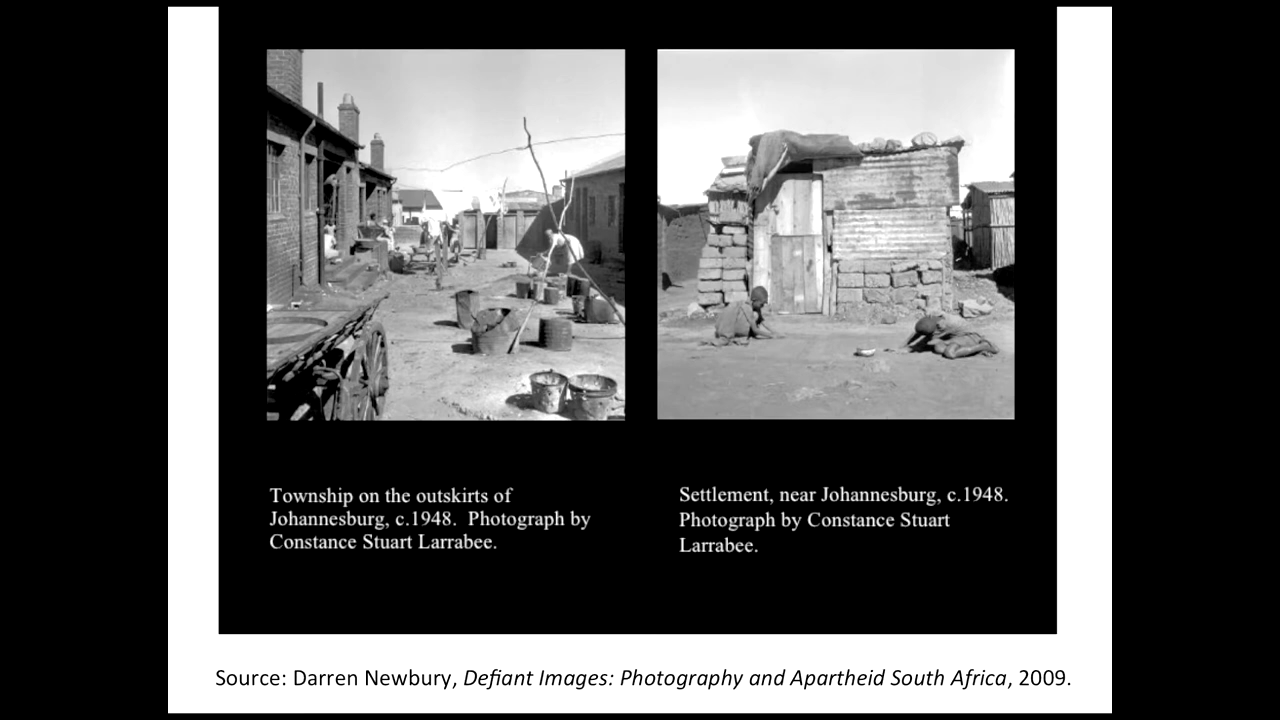 Township on the outskirts of
Johannesburg, c.1948.  Photograph by
Constance Stuart Larrabee.
Settlement, near Johannesburg, c.1948.
Photograph by Constance Stuart
Larrabee.
Source: Darren Newbury, Defiant Images: Photography and Apartheid South Africa, 2009.